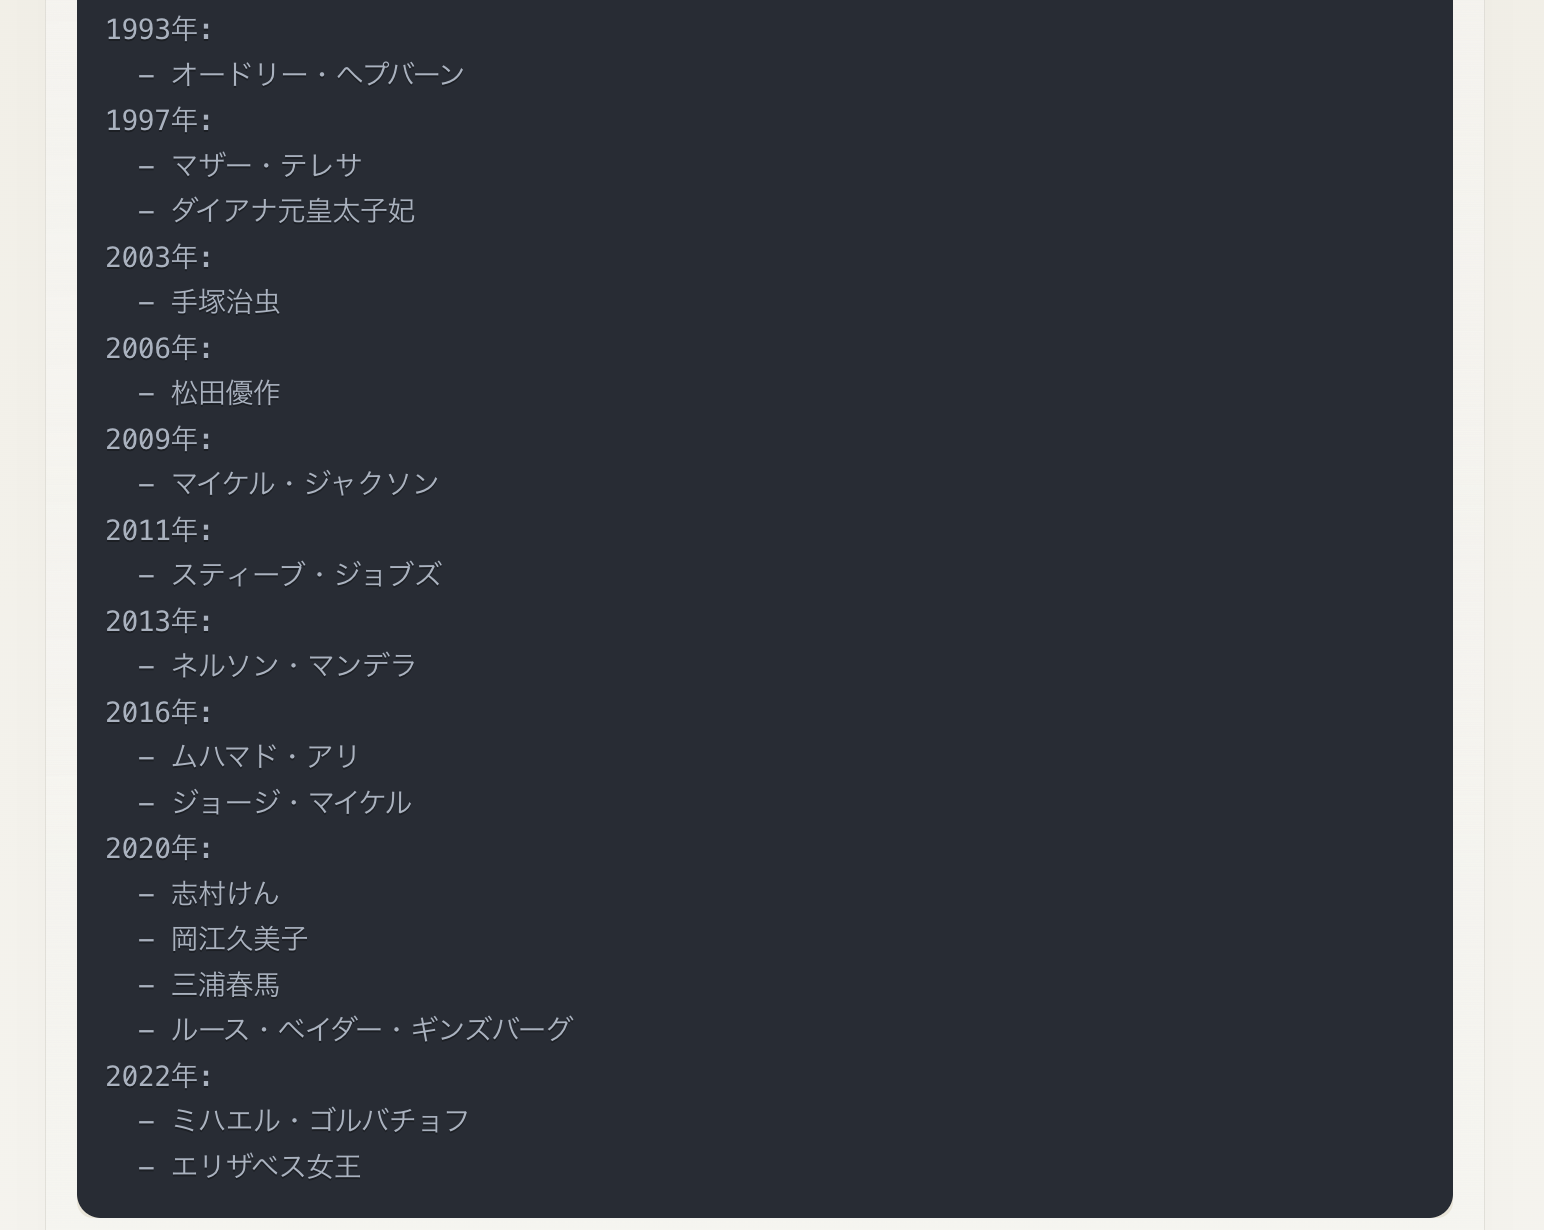 1993年:
– オードリー・ヘプバーン
1997年:
– マザー・テレサ
– ダイアナ元皇太子妃
2003年:
– 手塚治虫
2006年:
– 松田優作
2009年:
– マイケル・ジャクソン
2011年:
– スティーブ・ジョブズ
2013年:
– ネルソン・マンデラ
2016年:
– ムハマド・アリ
– ジョージ・マイケル
2020年:
– 志村けん
– 岡江久美子
– 三浦春馬
– ルース・ベイダー・ギンズバーグ
2022年:
– ミハエル・ゴルバチョフ
– エリザベス女王